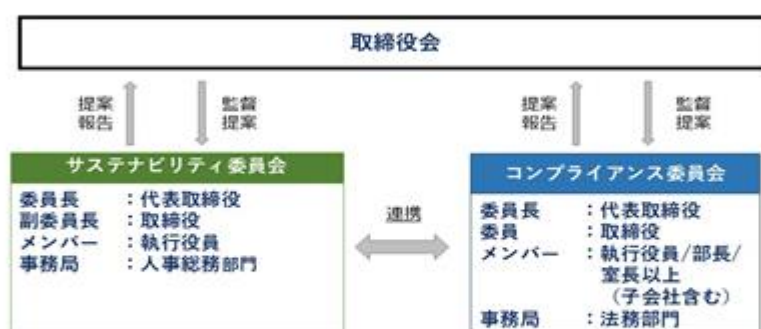 取締役会
提案
報告
監督
提案
提案
報告
監督
提案
サステナビリティ委員会
委員長　：代表取締役
副委員長　：取締役
メンバー　：執行役員
事務局　：人事総務部門
連携
コンプライアンス委員会
委員長　：代表取締役
委員　：取締役
メンバー　：執行役員/部長/
室長以上
（子会社含む）
事務局　：法務部門